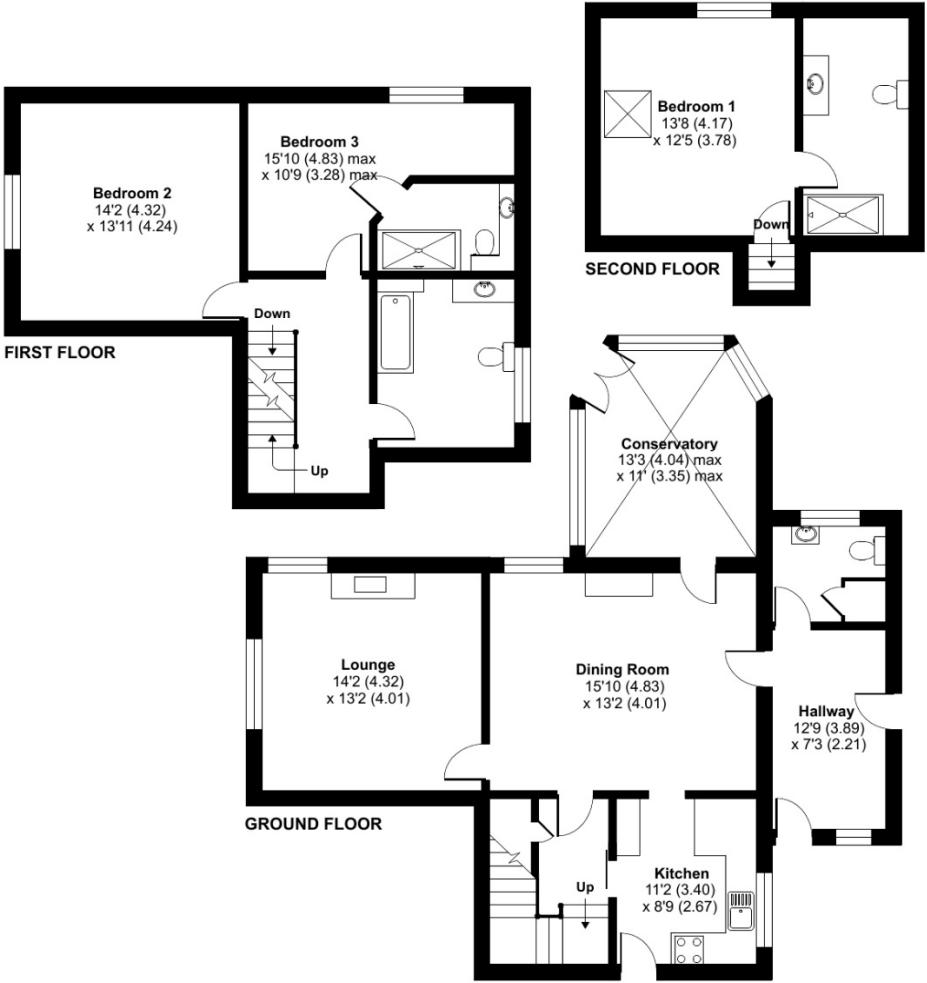 Bedroom 1
13'8 (4.17)
x 12'5 (3.78)
Down
SECOND FLOOR
Bedroom 3
15'10 (4.83) max
x 10'9 (3.28) max
Bedroom 2
14'2 (4.32)
x 13'11 (4.24)
Down
Up
FIRST FLOOR
Conservatory
13'3 (4.04) max
x 11' (3.35) max
Lounge
14'2 (4.32)
x 13'2 (4.01)
Dining Room
15'10 (4.83)
x 13'2 (4.01)
Hallway
12'9 (3.89)
x 7'3 (2.21)
GROUND FLOOR
Up
Kitchen
11'2 (3.40)
x 8'9 (2.67)